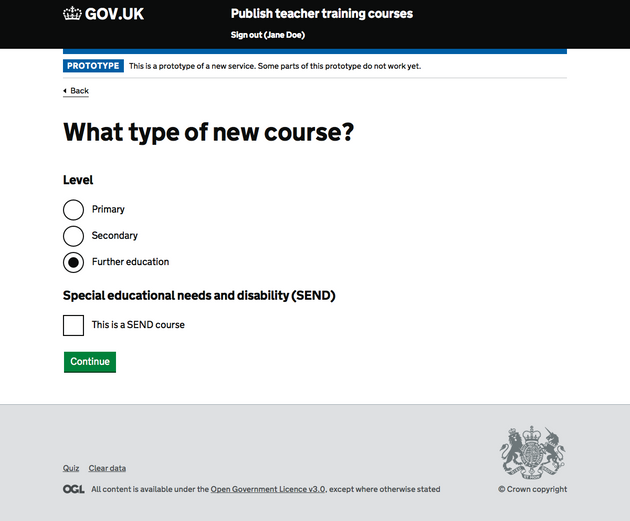 GOV.UK
Publish teacher training courses
Sign out (Jane Doe)
PROTOTYPE This is a prototype of a new service. Some parts of this prototype do not work yet.
Back
What type of new course?
Level
Primary
Secondary
Further education
Special educational needs and disability (SEND)
This is a SEND course
Continue
Quiz Clear data
OGL All content is available under the Open Government Licence v3.0, except where otherwise stated
© Crown copyright